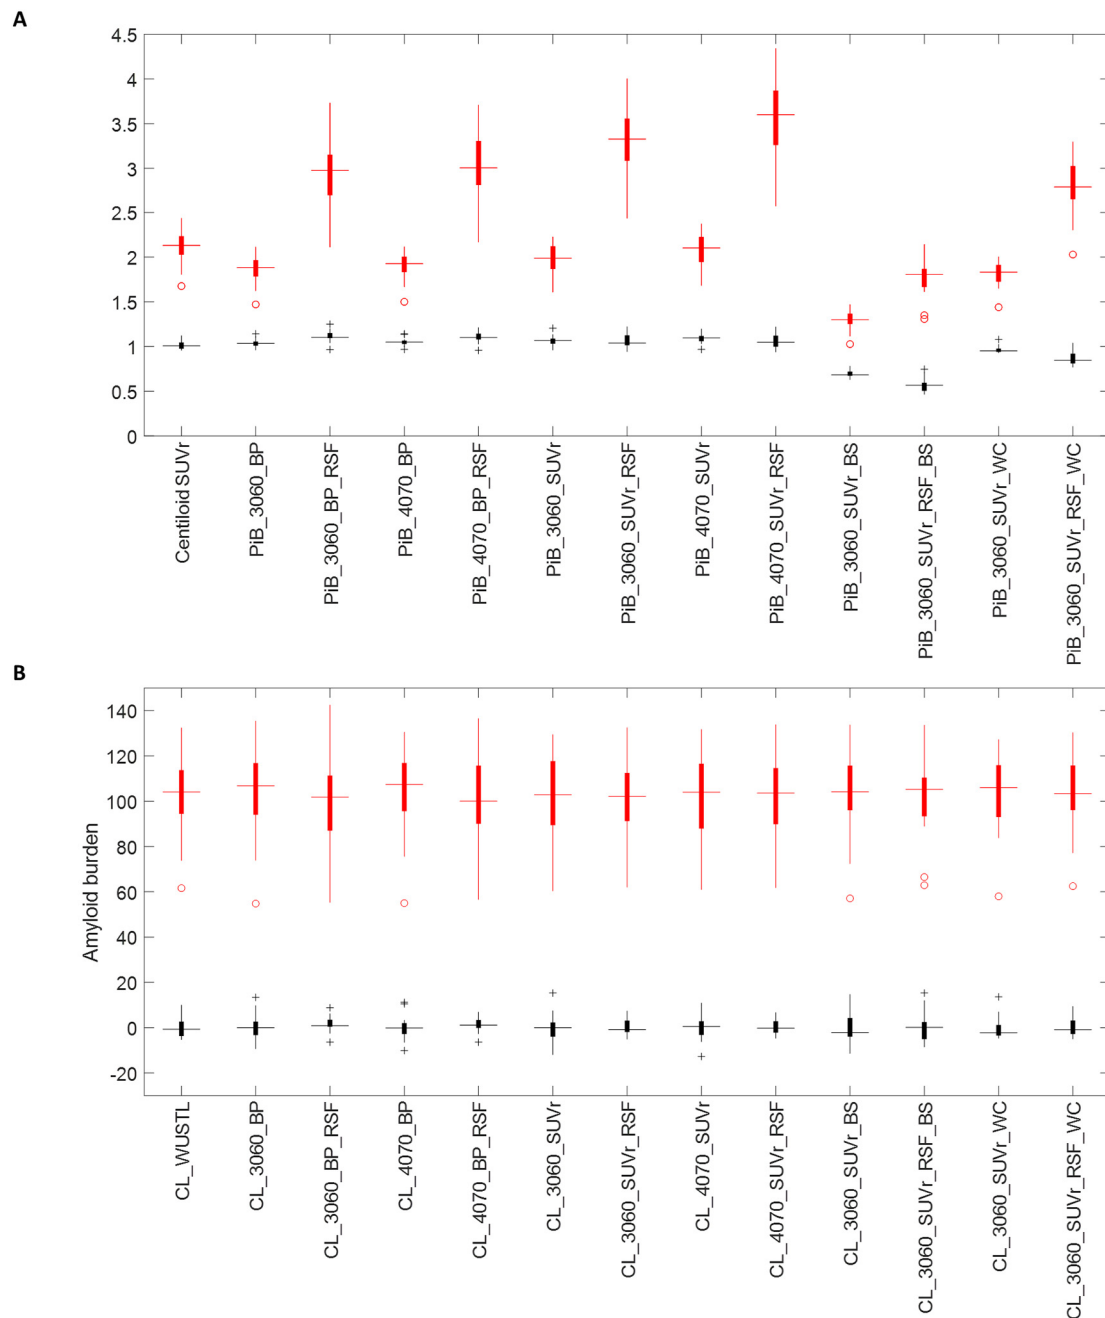 A
4.5
4
3.5
3
2.5
2
1.5
1
0.5
0
Centiloid SUVr
PiB_3060_BP
PiB_3060_BP_RSF
PiB_4070_BP
PiB_4070_BP_RSF
PiB_3060_SUVr
PiB_3060_SUVr_RSF
PiB_4070_SUVr
PiB_4070_SUVr_RSF
PiB_3060_SUVr_BS
PiB_3060_SUVr_RSF_BS
PiB_3060_SUVr_WC
PiB_3060_SUVr_RSF_WC
B
Amyloid burden
140
120
100
80
60
40
20
0
-20
CL_WUSTL
CL_3060_BP
CL_3060_BP_RSF
CL_4070_BP
CL_4070_BP_RSF
CL_3060_SUVr
CL_3060_SUVr_RSF
CL_4070_SUVr
CL_4070_SUVr_RSF
CL_3060_SUVr_BS
CL_3060_SUVr_RSF_BS
CL_3060_SUVr_WC
CL_3060_SUVr_RSF_WC